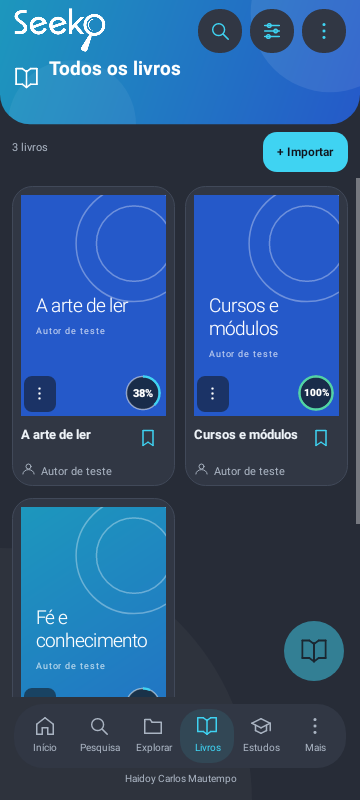 Seeko
Todos os livros
3 livros
+ Importar
A arte de ler
Autor de teste
38%
A arte de ler
Autor de teste
Cursos e
módulos
Autor de teste
100%
Cursos e módulos
Autor de teste
Fé e
conhecimento
Autor de teste
Início
Pesquisa
Explorar
Livros
Estudos
Mais
Haidoy Carlos Mautempo